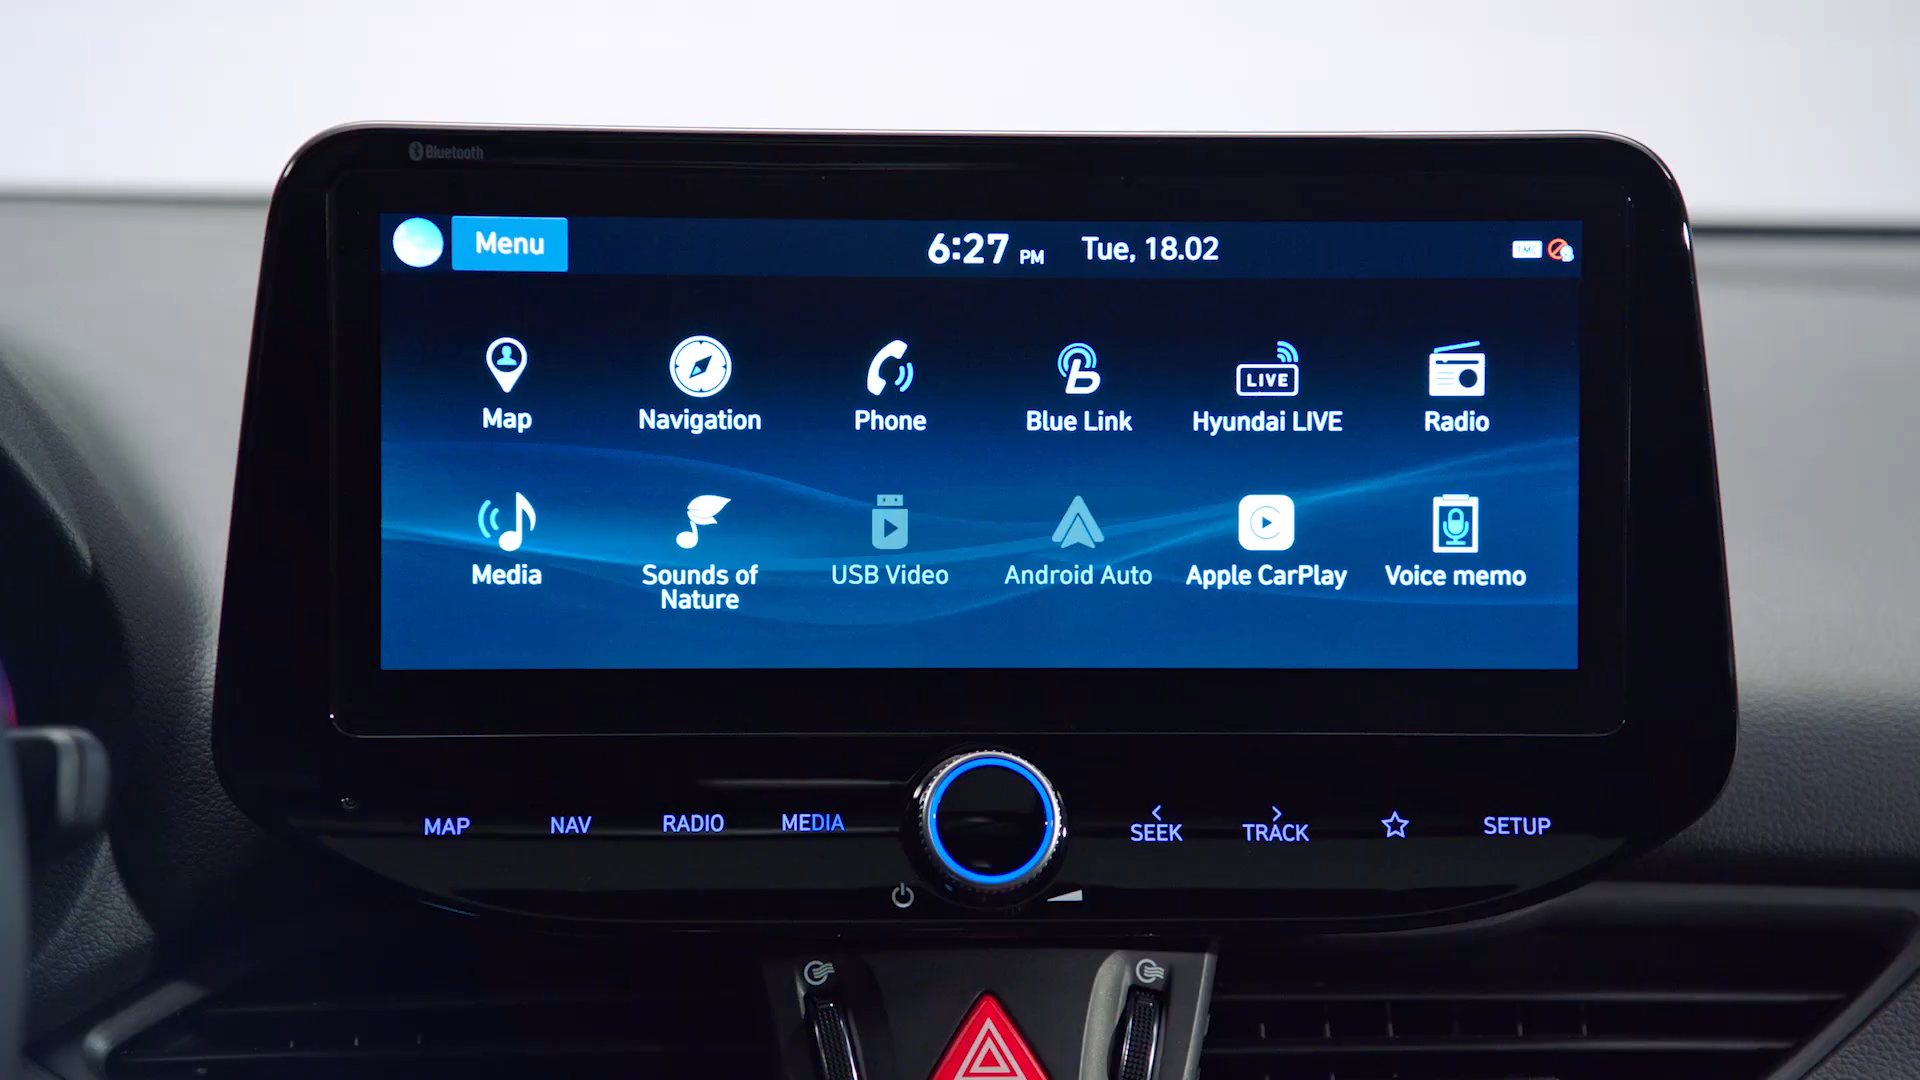 Bluetooth
Menu
6:27 PM Tue, 18.02
TMC
Map
Navigation
Phone
Blue Link
LIVE
Hyundai LIVE
Radio
Media
Sounds of
Nature
USB Video
Android Auto
Apple CarPlay
Voice memo
MAP
NAV
RADIO
MEDIA
SEEK
TRACK
SETUP